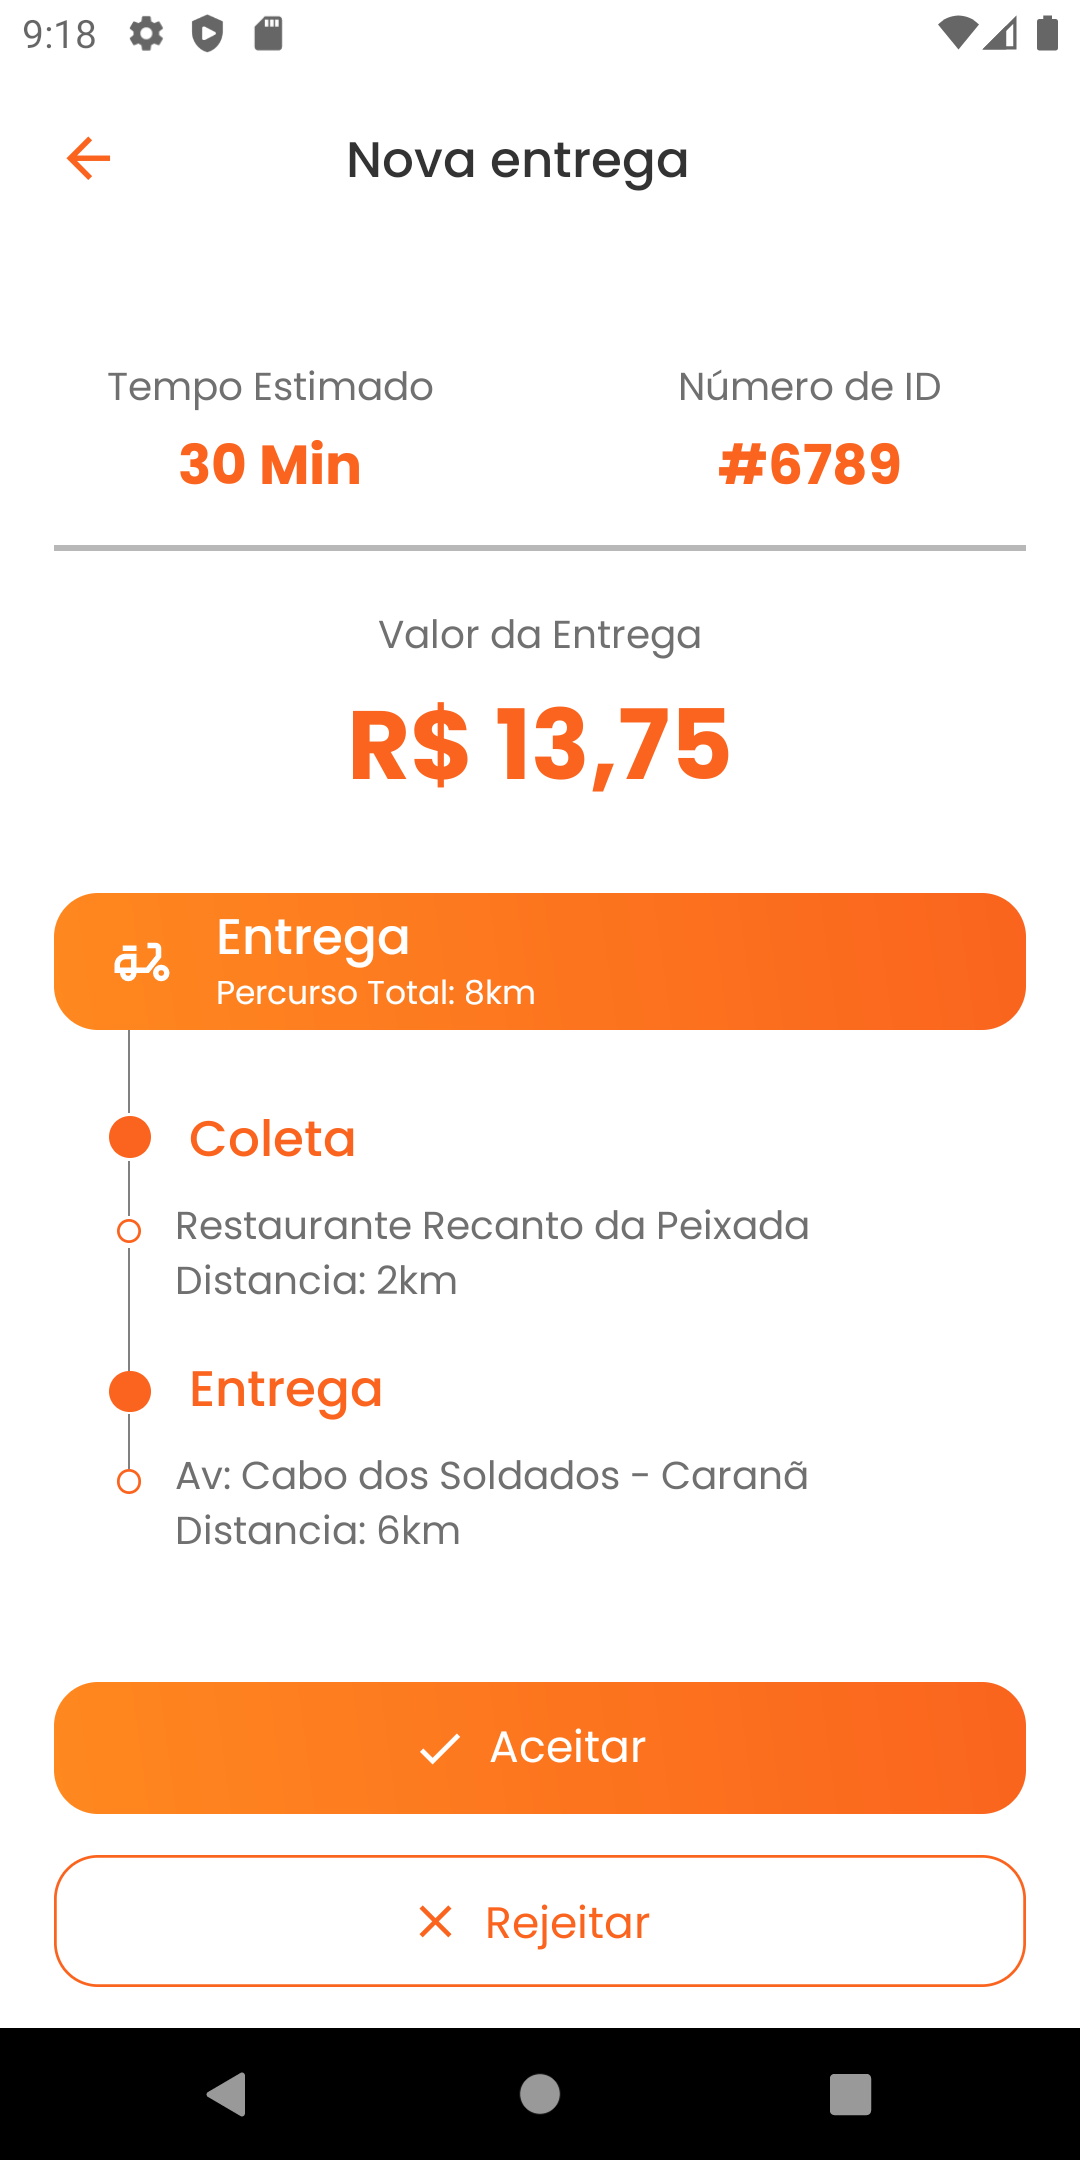 9:18
Nova entrega
Tempo Estimado
Número de ID
30 Min
#6789
Valor da Entrega
R$ 13,75
Entrega
Percurso Total: 8km
Coleta
Restaurante Recanto da Peixada
Distancia: 2km
Entrega
Av: Cabo dos Soldados - Caranã
Distancia: 6km
Aceitar
Rejeitar